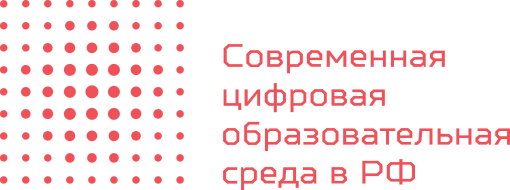 Современная
цифровая
образовательная
среда в РФ